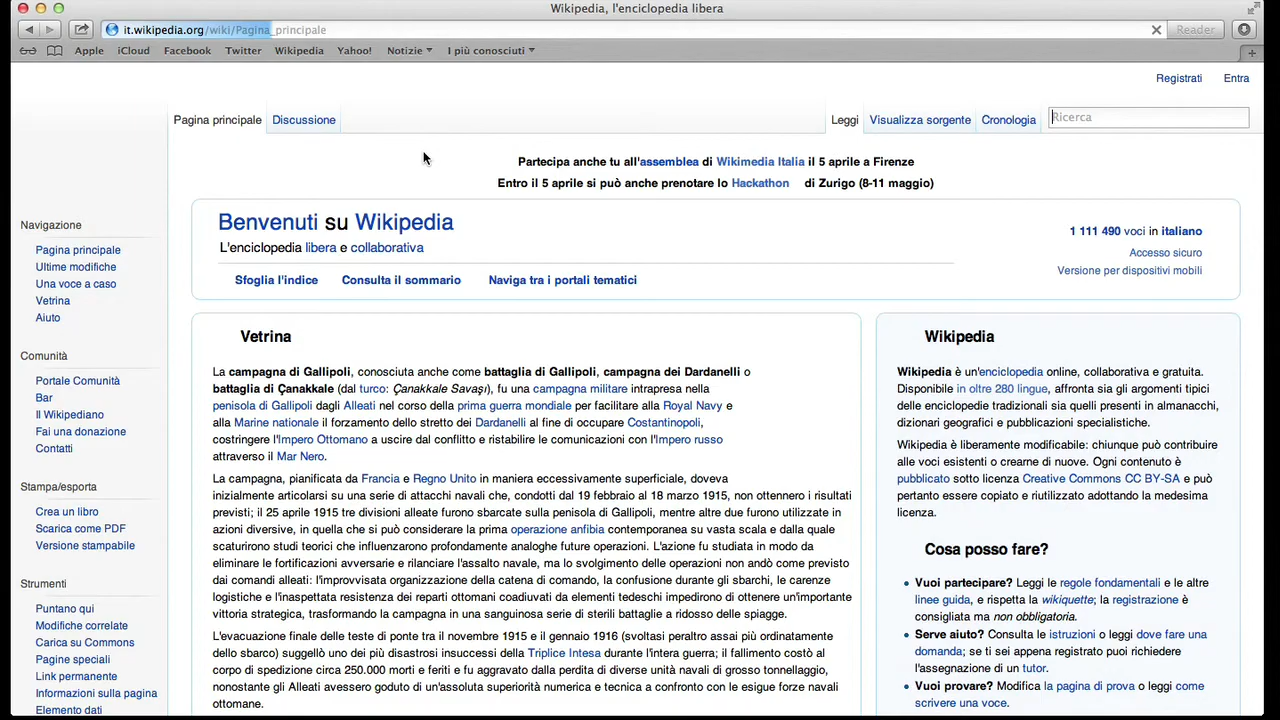 Wikipedia, l'enciclopedia libera
it.wikipedia.org/wiki/Pagina_principale
Reader
Apple iCloud Facebook Twitter Wikipedia Yahoo! Notizie I più conosciuti
Registrati Entra
Pagina principale Discussione Leggi Visualizza sorgente Cronologia Ricerca
Partecipa anche tu all'assemblea di Wikimedia Italia il 5 aprile a Firenze
Entro il 5 aprile si può anche prenotare lo Hackathon di Zurigo (8-11 maggio)
Navigazione
Pagina principale
Ultime modifiche
Una voce a caso
Vetrina
Aiuto
Comunità
Portale Comunità
Bar
Il Wikipediano
Fai una donazione
Contatti
Stampa/esporta
Crea un libro
Scarica come PDF
Versione stampabile
Strumenti
Puntano qui
Modifiche correlate
Carica su Commons
Pagine speciali
Link permanente
Informazioni sulla pagina
Elemento dati
Benvenuti su Wikipedia
L'enciclopedia libera e collaborativa
Sfoglia l'indice Consulta il sommario Naviga tra i portali tematici
1 111 490 voci in italiano
Accesso sicuro
Versione per dispositivi mobili
Vetrina
La campagna di Gallipoli, conosciuta anche come battaglia di Gallipoli, campagna dei Dardanelli o
battaglia di Çanakkale (dal turco: Çanakkale Savaşı), fu una campagna militare intrapresa nella
penisola di Gallipoli dagli Alleati nel corso della prima guerra mondiale per facilitare alla Royal Navy e
alla Marine nationale il forzamento dello stretto dei Dardanelli al fine di occupare Costantinopoli,
costringere l'Impero Ottomano a uscire dal conflitto e ristabilire le comunicazioni con l'Impero russo
attraverso il Mar Nero.
La campagna, pianificata da Francia e Regno Unito in maniera eccessivamente superficiale, doveva
inizialmente articolarsi su una serie di attacchi navali che, condotti dal 19 febbraio al 18 marzo 1915, non ottennero i risultati
previsti; il 25 aprile 1915 tre divisioni alleate furono sbarcate sulla penisola di Gallipoli, mentre altre due furono utilizzate in
azioni diversive, in quella che si può considerare la prima operazione anfibia contemporanea su vasta scala e dalla quale
scaturirono studi teorici che influenzarono profondamente analoghe future operazioni. L'azione fu studiata in modo da
eliminare le fortificazioni avversarie e rilanciare l'assalto navale, ma lo svolgimento delle operazioni non andò come previsto
dai comandi alleati: l'improvvisata organizzazione della catena di comando, la confusione durante gli sbarchi, le carenze
logistiche e l'inaspettata resistenza dei reparti ottomani coadiuvati da elementi tedeschi impedirono di ottenere un'importante
vittoria strategica, trasformando la campagna in una sanguinosa serie di sterili battaglie a ridosso delle spiagge.
L'evacuazione finale delle teste di ponte tra il novembre 1915 e il gennaio 1916 (svoltasi peraltro assai più ordinatamente
dello sbarco) suggellò uno dei più disastrosi insuccessi della Triplice Intesa durante l'intera guerra; il fallimento costò al
corpo di spedizione circa 250.000 morti e feriti e fu aggravato dalla perdita di diverse unità navali di grosso tonnellaggio,
nonostante gli Alleati avessero goduto di un'assoluta superiorità numerica e tecnica a confronto con le esigue forze navali
ottomane.
Wikipedia
Wikipedia è un'enciclopedia online, collaborativa e gratuita.
Disponibile in oltre 280 lingue, affronta sia gli argomenti tipici
delle enciclopedie tradizionali sia quelli presenti in almanacchi,
dizionari geografici e pubblicazioni specialistiche.
Wikipedia è liberamente modificabile: chiunque può contribuire
alle voci esistenti o crearne di nuove. Ogni contenuto è
pubblicato sotto licenza Creative Commons CC BY-SA e può
pertanto essere copiato e riutilizzato adottando la medesima
licenza.
Cosa posso fare?
• Vuoi partecipare? Leggi le regole fondamentali e le altre
linee guida, e rispetta la wikiquette; la registrazione è
consigliata ma non obbligatoria.
• Serve aiuto? Consulta le istruzioni o leggi dove fare una
domanda; se ti sei appena registrato puoi richiedere
l'assegnazione di un tutor.
• Vuoi provare? Modifica la pagina di prova o leggi come
scrivere una voce.